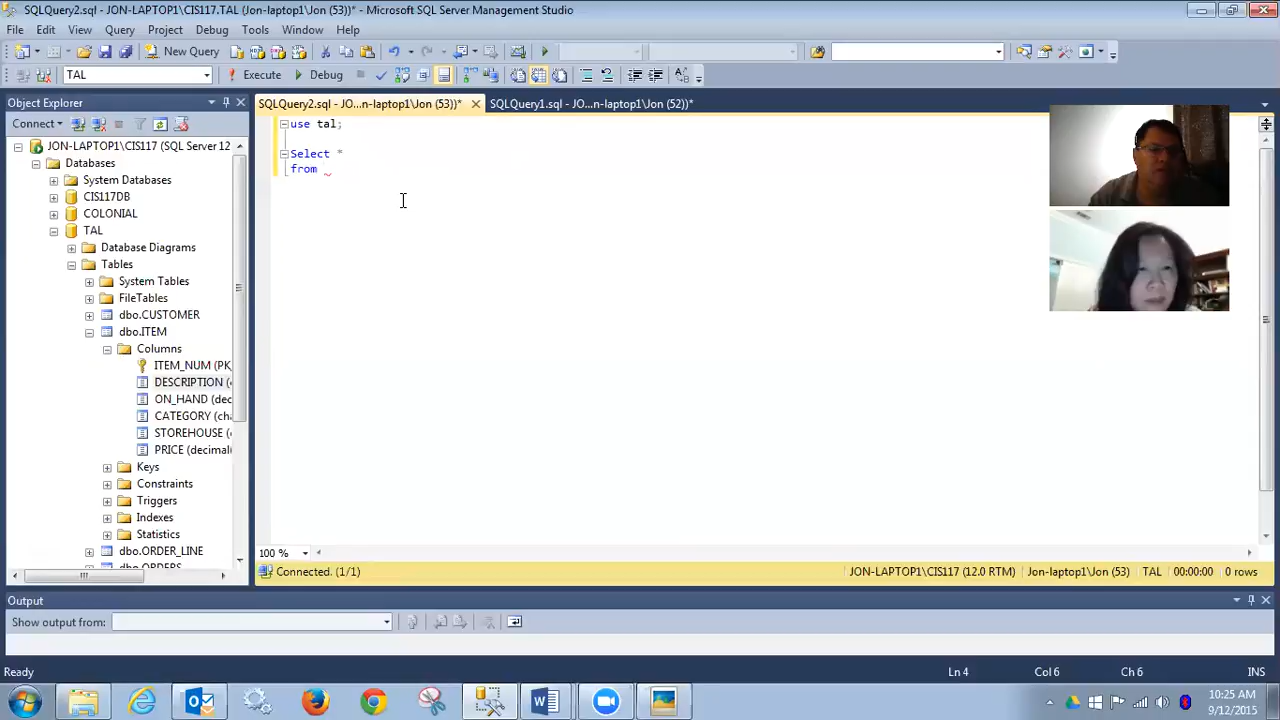 SQLQuery2.sql - JON-LAPTOP1\CIS117.TAL (Jon-laptop1\Jon (53))* - Microsoft SQL Server Management Studio
File Edit View Query Project Debug Tools Window Help
New Query
TAL Execute Debug
Object Explorer
SQLQuery2.sql - JO...n-laptop1\Jon (53))*
SQLQuery1.sql - JO...n-laptop1\Jon (52))*
Connect
JON-LAPTOP1\CIS117 (SQL Server 12
Databases
System Databases
CIS117DB
COLONIAL
TAL
Database Diagrams
Tables
System Tables
FileTables
dbo.CUSTOMER
dbo.ITEM
Columns
ITEM_NUM (PK,
DESCRIPTION (
ON_HAND (dec
CATEGORY (cha
STOREHOUSE (
PRICE (decimal(
Keys
Constraints
Triggers
Indexes
Statistics
dbo.ORDER_LINE
dbo.ORDERS
use tal;
Select *
from
100 %
Connected. (1/1)
JON-LAPTOP1\CIS117 (12.0 RTM) Jon-laptop1\Jon (53) TAL 00:00:00 0 rows
Output
Show output from:
Ready
Ln 4 Col 6 Ch 6 INS
10:25 AM
9/12/2015